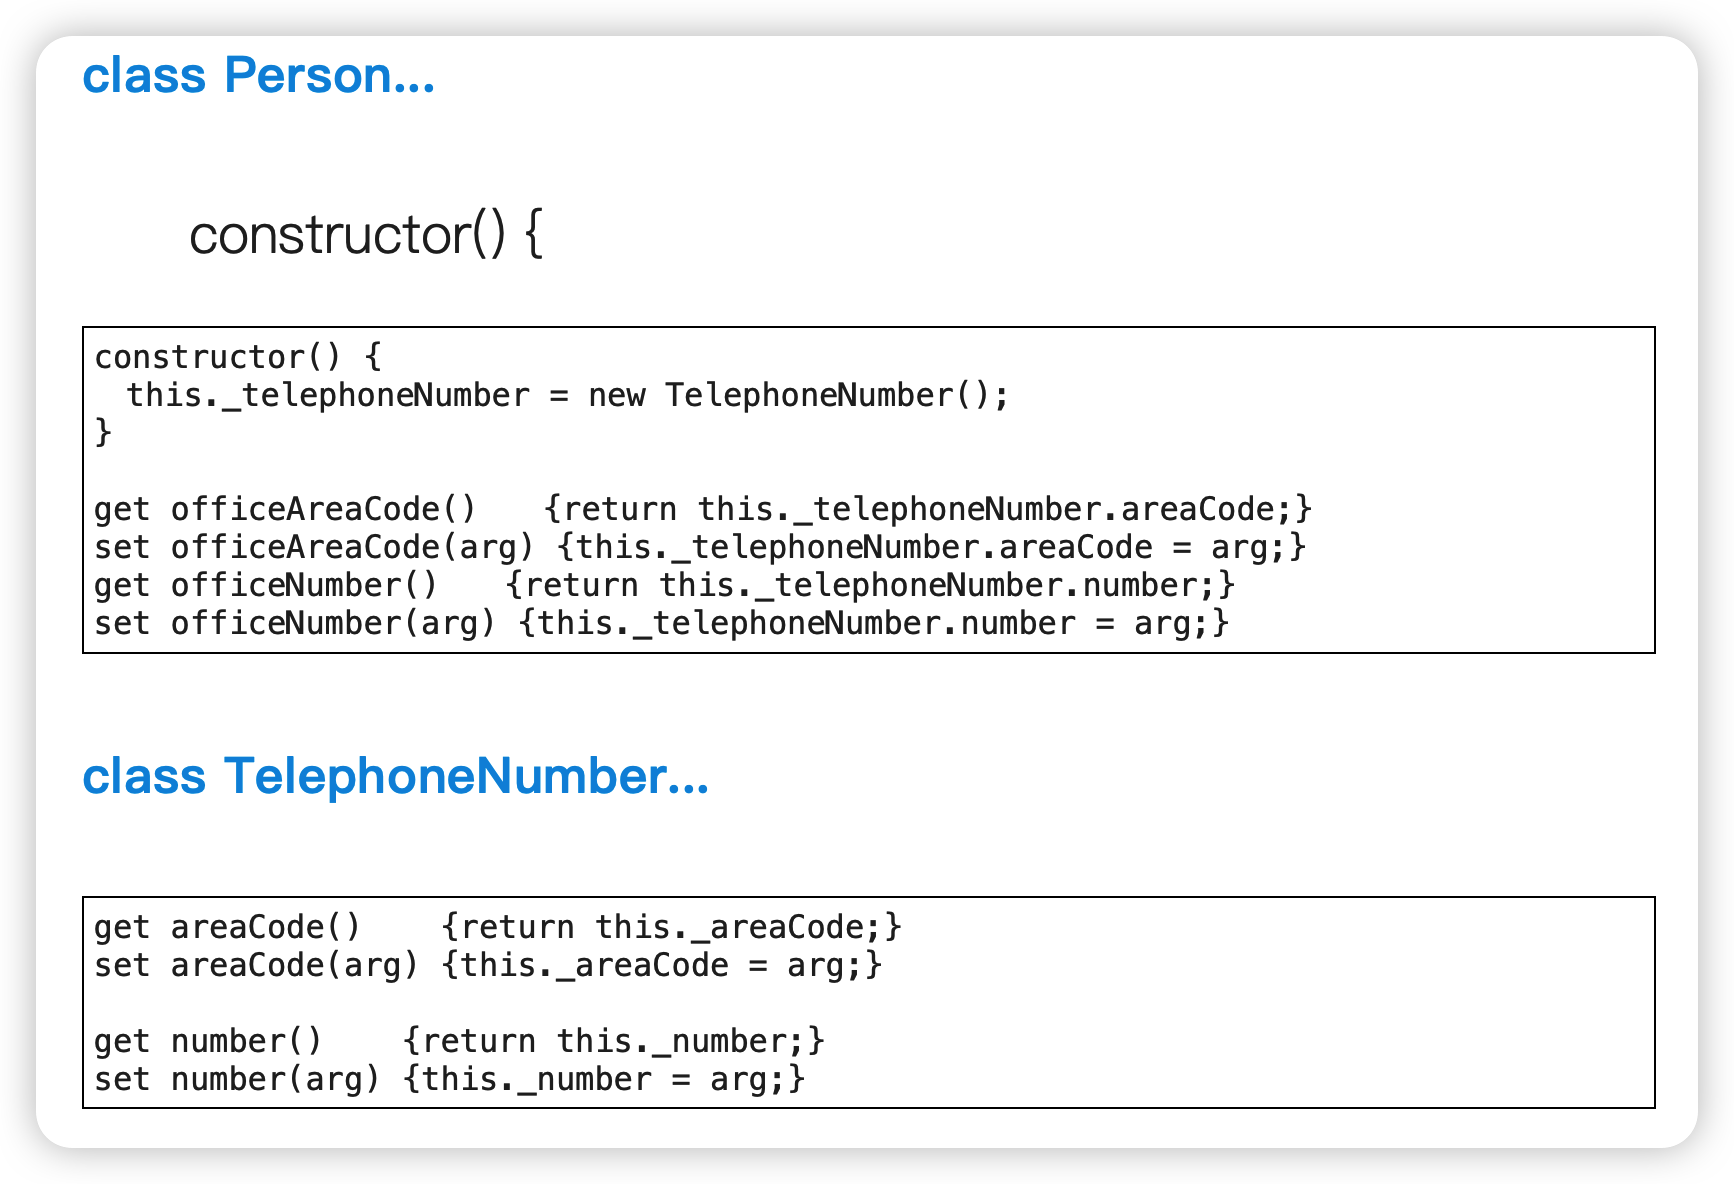 class Person...
constructor() {
constructor() {
  this._telephoneNumber = new TelephoneNumber();
}
get officeAreaCode()    {return this._telephoneNumber.areaCode;}
set officeAreaCode(arg) {this._telephoneNumber.areaCode = arg;}
get officeNumber()    {return this._telephoneNumber.number;}
set officeNumber(arg) {this._telephoneNumber.number = arg;}
class TelephoneNumber...
get areaCode()    {return this._areaCode;}
set areaCode(arg) {this._areaCode = arg;}
get number()    {return this._number;}
set number(arg) {this._number = arg;}